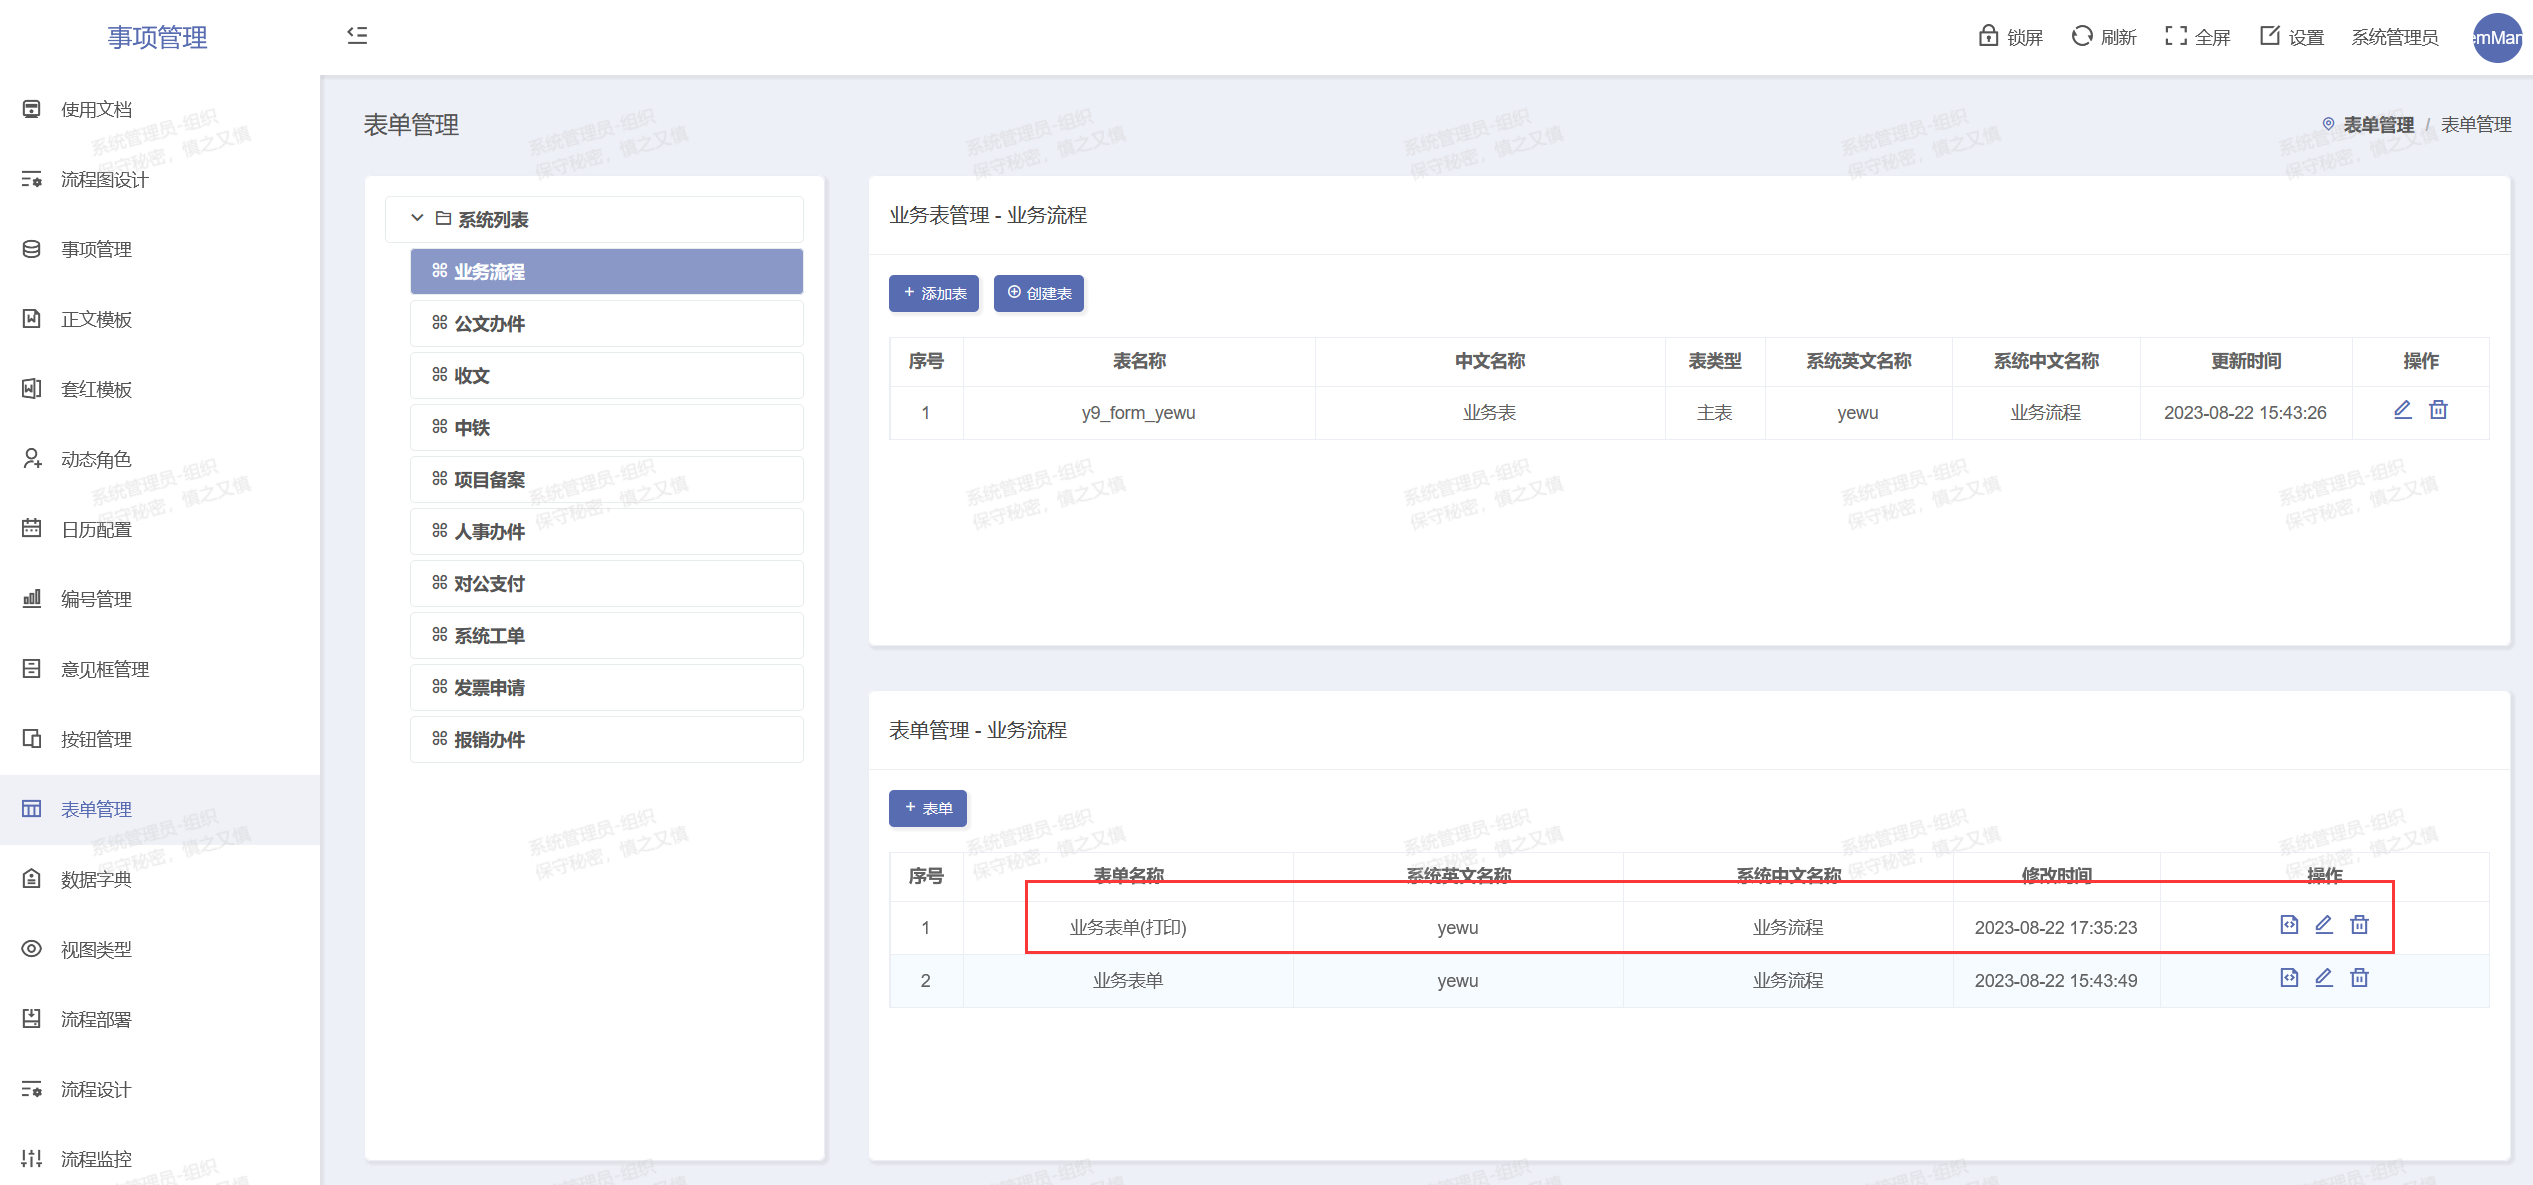 事项管理
锁屏 刷新 全屏 设置 系统管理员 emMan
使用文档
流程图设计
事项管理
正文模板
套红模板
动态角色
日历配置
编号管理
意见框管理
按钮管理
表单管理
数据字典
视图类型
流程部署
流程设计
流程监控
表单管理
表单管理 / 表单管理
系统列表
业务流程
公文办件
收文
中铁
项目备案
人事办件
对公支付
系统工单
发票申请
报销办件
业务表管理 - 业务流程
+ 添加表 创建表
序号 表名称 中文名称 表类型 系统英文名称 系统中文名称 更新时间 操作
1 y9_form_yewu 业务表 主表 yewu 业务流程 2023-08-22 15:43:26
表单管理 - 业务流程
+ 表单
序号 表单名称 系统英文名称 系统中文名称 修改时间 操作
1 业务表单(打印) yewu 业务流程 2023-08-22 17:35:23
2 业务表单 yewu 业务流程 2023-08-22 15:43:49
系统管理员-组织
保守秘密，慎之又慎